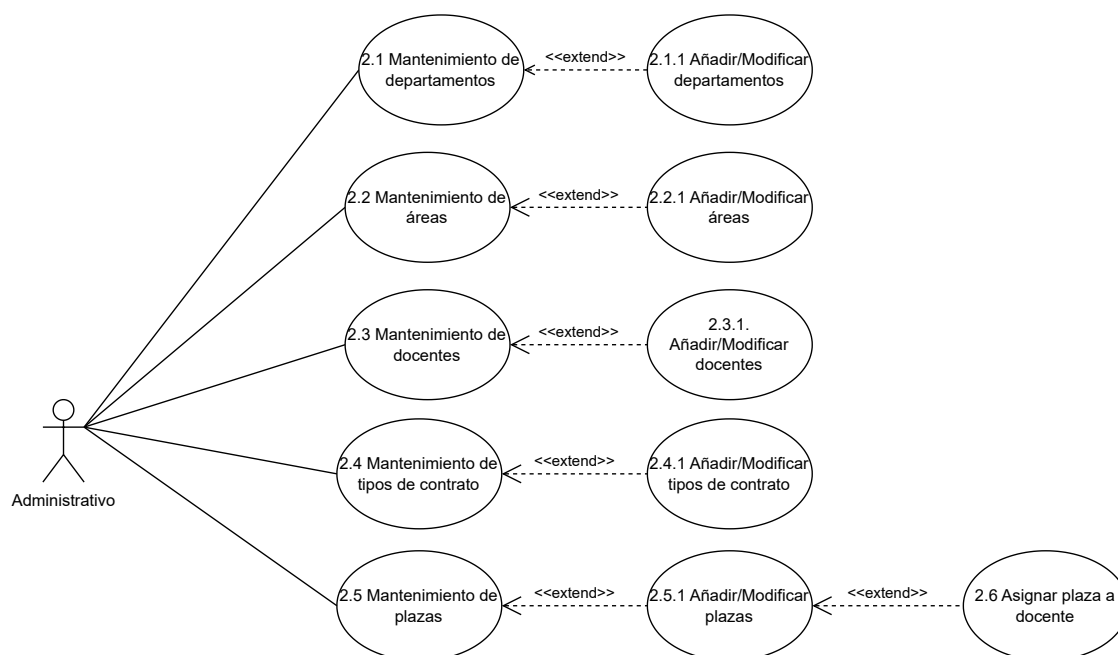 2.1 Mantenimiento de
departamentos
<<extend>>
2.1.1 Añadir/Modificar
departamentos
2.2 Mantenimiento de
áreas
<<extend>>
2.2.1 Añadir/Modificar
áreas
2.3 Mantenimiento de
docentes
<<extend>>
2.3.1.
Añadir/Modificar
docentes
Administrativo
2.4 Mantenimiento de
tipos de contrato
<<extend>>
2.4.1 Añadir/Modificar
tipos de contrato
2.5 Mantenimiento de
plazas
<<extend>>
2.5.1 Añadir/Modificar
plazas
<<extend>>
2.6 Asignar plaza a
docente